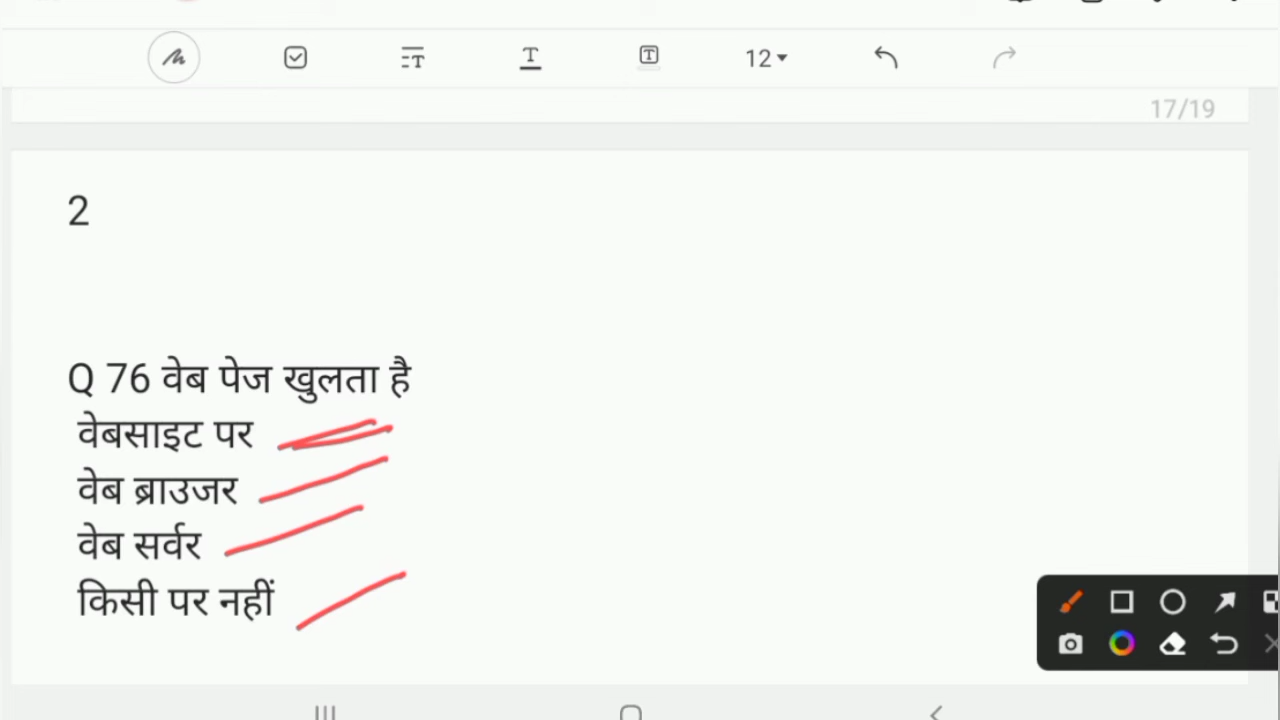 12
17/19
2
Q 76 वेब पेज खुलता है
वेबसाइट पर
वेब ब्राउजर
वेब सर्वर
किसी पर नहीं